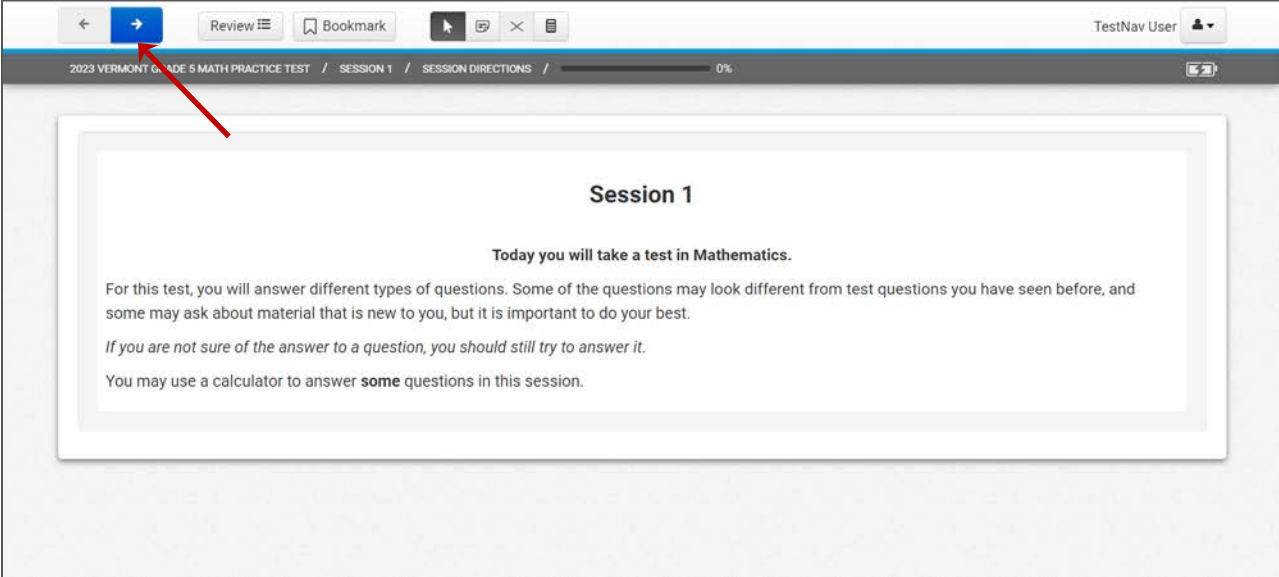 Review
Bookmark
TestNav User
2023 VERMONT GRADE 5 MATH PRACTICE TEST / SESSION 1 / SESSION DIRECTIONS / 0%
Session 1
Today you will take a test in Mathematics.
For this test, you will answer different types of questions. Some of the questions may look different from test questions you have seen before, and
some may ask about material that is new to you, but it is important to do your best.
If you are not sure of the answer to a question, you should still try to answer it.
You may use a calculator to answer some questions in this session.